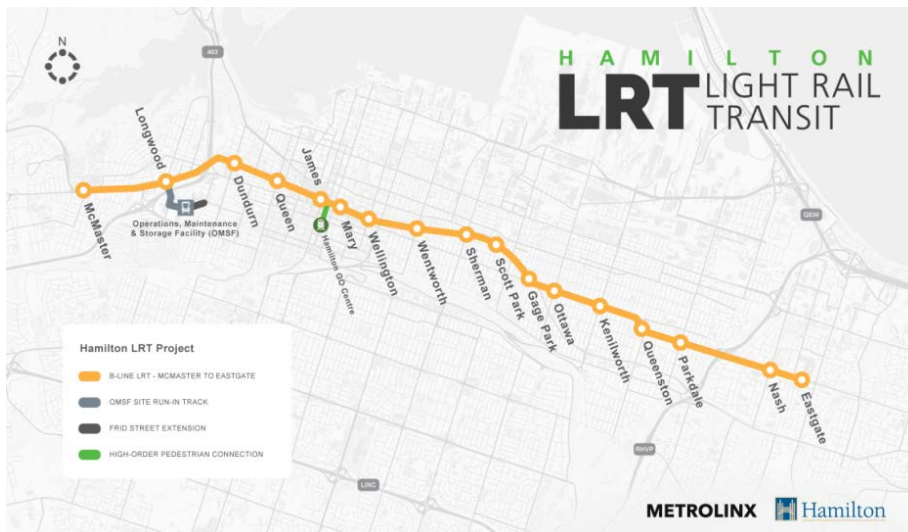 N
403
HAMILTON
LRT LIGHT RAIL
TRANSIT
Longwood
McMaster
Operations, Maintenance
& Storage Facility (OMSF)
Dundurn
Queen
James
Hamilton GO Centre
Mary
Wellington
Wentworth
Sherman
Scott Park
Gage Park
Ottawa
Kenilworth
Queenston
Parkdale
Nash
Eastgate
QEW
RHVP
LINC
Hamilton LRT Project
B-LINE LRT - MCMASTER TO EASTGATE
OMSF SITE RUN-IN TRACK
FRID STREET EXTENSION
HIGH-ORDER PEDESTRIAN CONNECTION
METROLINX
Hamilton